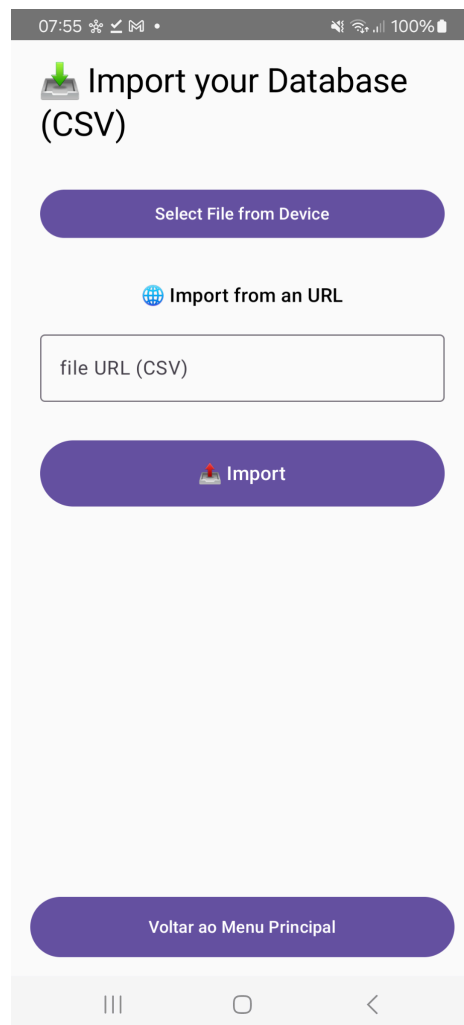 07:55
100%
Import your Database
(CSV)
Select File from Device
Import from an URL
file URL (CSV)
Import
Voltar ao Menu Principal